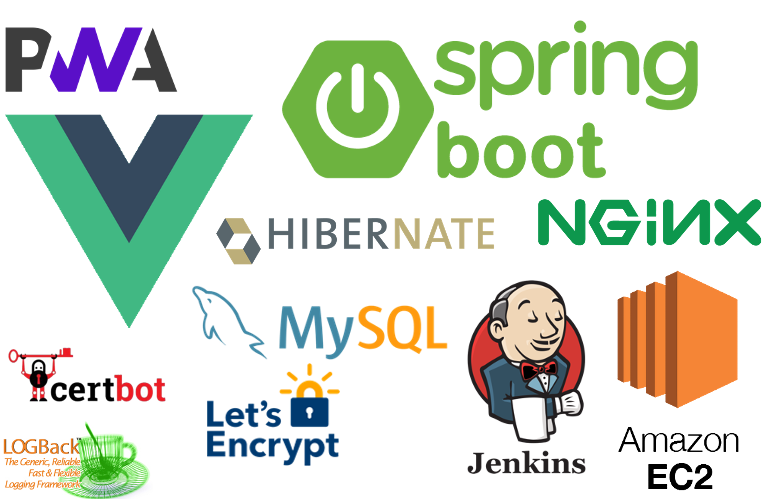 PWA
spring
boot
HIBERNATE
NGiNX
MySQL
certbot
Let's
Encrypt
LOGBack
The Generic, Reliable
Fast & Flexible
Logging Framework
Jenkins
Amazon
EC2